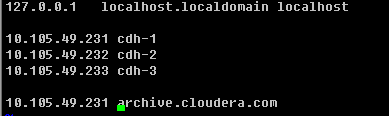 127.0.0.1   localhost.localdomain localhost
10.105.49.231 cdh-1
10.105.49.232 cdh-2
10.105.49.233 cdh-3
10.105.49.231 archive.cloudera.com